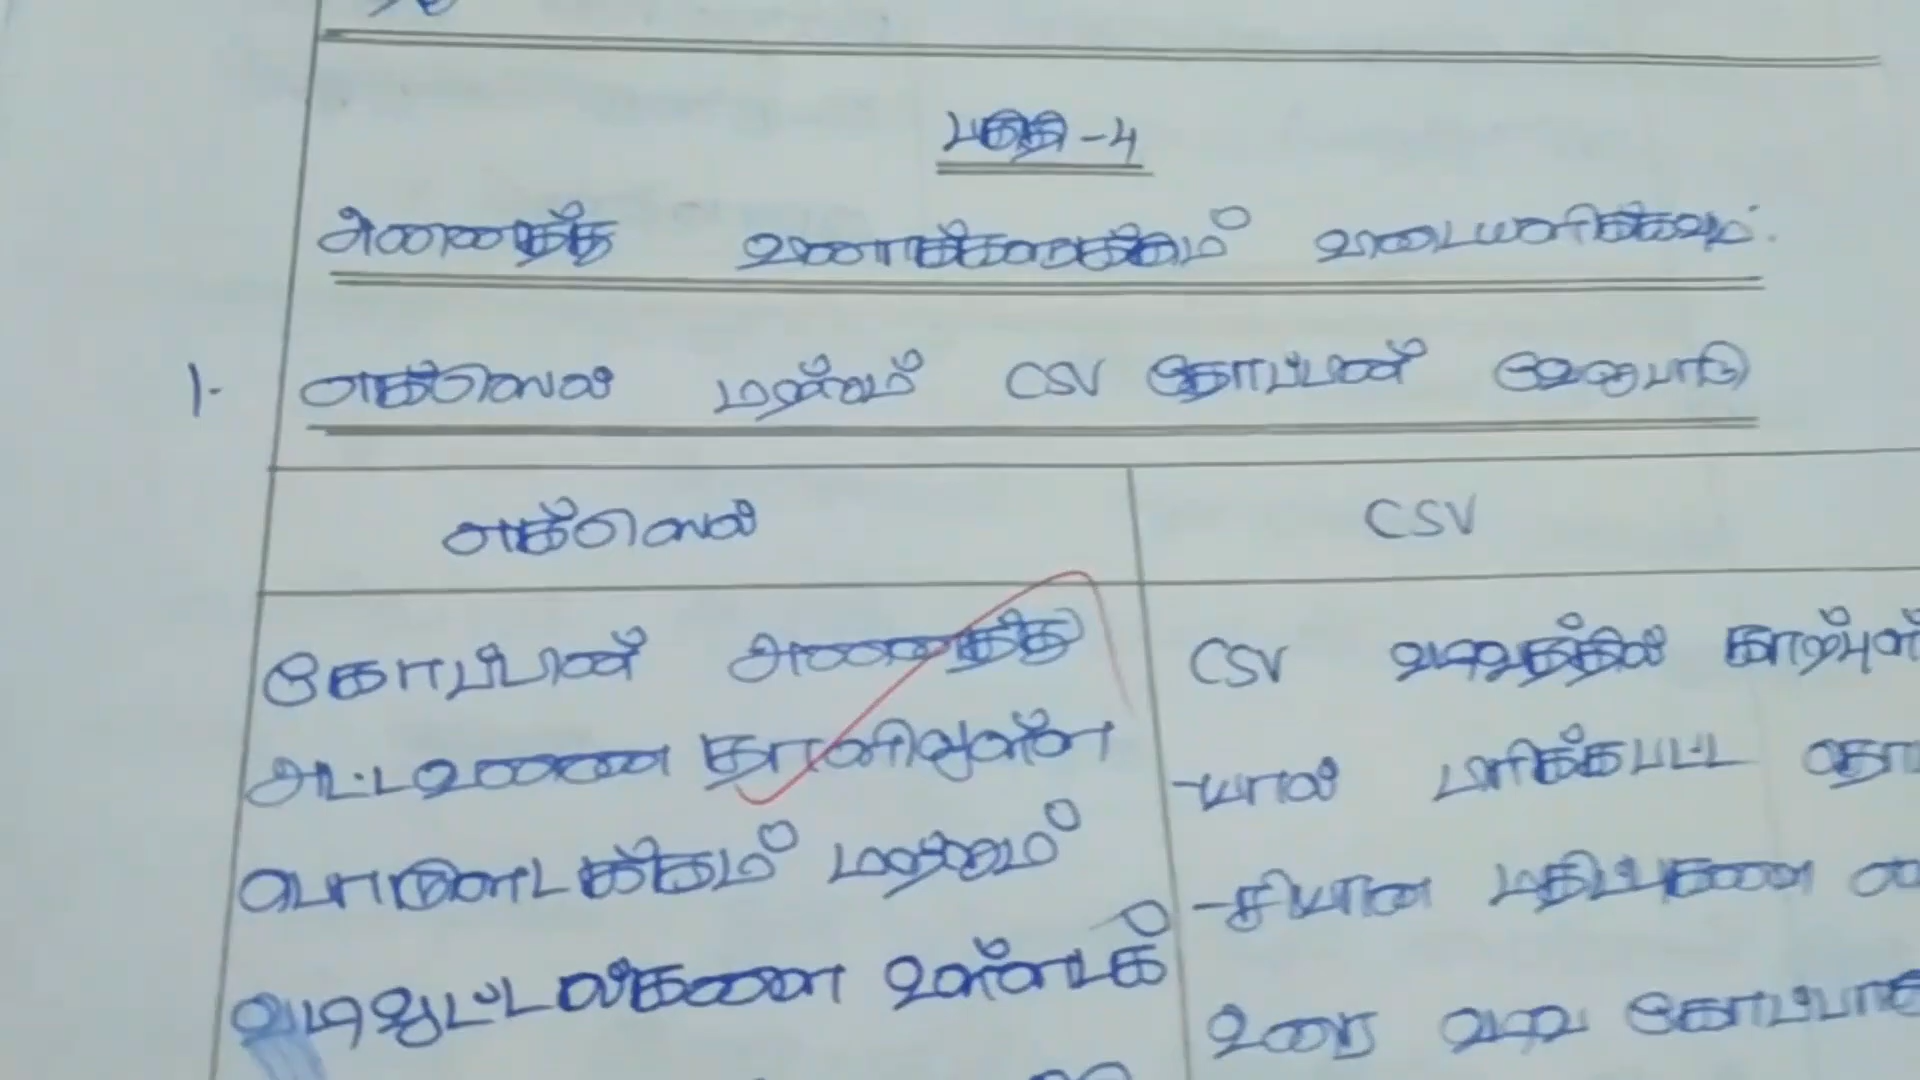 பகுதி -4
அனைத்து வினாக்களுக்கும் விடையளிக்கவும்.
1. எக்ஸெல் மற்றும் CSV கோப்பின் வேறுபாடு
எக்ஸெல் CSV
கோப்பின் அனைத்து CSV வடிவத்தில் காற்புள்
அட்டவணை தாளிலுள்ள -யால் பிரிக்கப்பட்ட தொ
பொருளடக்கம் மற்றும் -சியான மதிப்புகளை
வடிவூட்டல்களை உள்ளடக் உரை வடிவ கோப்பாக